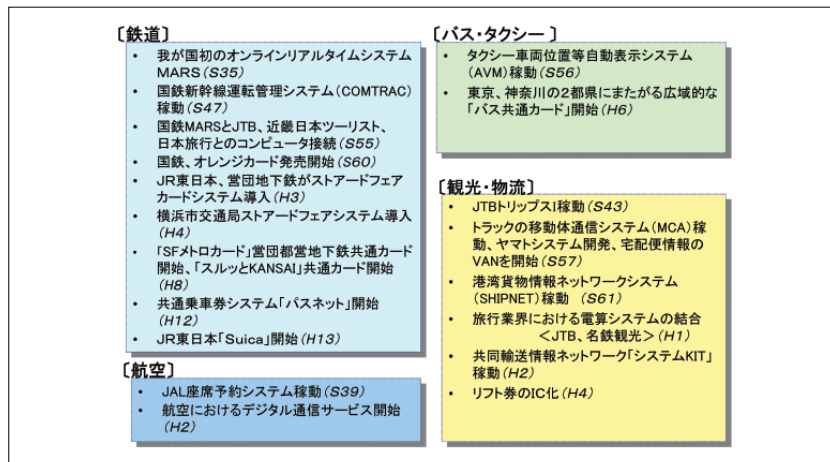 〔鉄道〕
・ 我が国初のオンラインリアルタイムシステム
MARS(S35)
・ 国鉄新幹線運転管理システム(COMTRAC)
稼動(S47)
・ 国鉄MARSとJTB、近畿日本ツーリスト、
日本旅行とのコンピュータ接続(S55)
・ 国鉄、オレンジカード発売開始(S60)
・ JR東日本、営団地下鉄がストアードフェア
カードシステム導入(H3)
・ 横浜市交通局ストアードフェアシステム導入
(H4)
・ 「SFメトロカード」営団都営地下鉄共通カード
開始、「スルッとKANSAI」共通カード開始
(H8)
・ 共通乗車券システム「パスネット」開始
(H12)
・ JR東日本「Suica」開始(H13)
〔航空〕
・ JAL座席予約システム稼動(S39)
・ 航空におけるデジタル通信サービス開始
(H2)
〔バス・タクシー 〕
・ タクシー車両位置等自動表示システム
(AVM)稼動(S56)
・ 東京、神奈川の2都県にまたがる広域的な
「バス共通カード」開始(H6)
〔観光・物流〕
・ JTBトリップスⅠ稼動(S43)
・ トラックの移動体通信システム(MCA)稼
動、ヤマトシステム開発、宅配便情報の
VANを開始(S57)
・ 港湾貨物情報ネットワークシステム
(SHIPNET)稼動 (S61)
・ 旅行業界における電算システムの結合
<JTB、名鉄観光>(H1)
・ 共同輸送情報ネットワーク「システムKIT」
稼動(H2)
・ リフト券のIC化(H4)